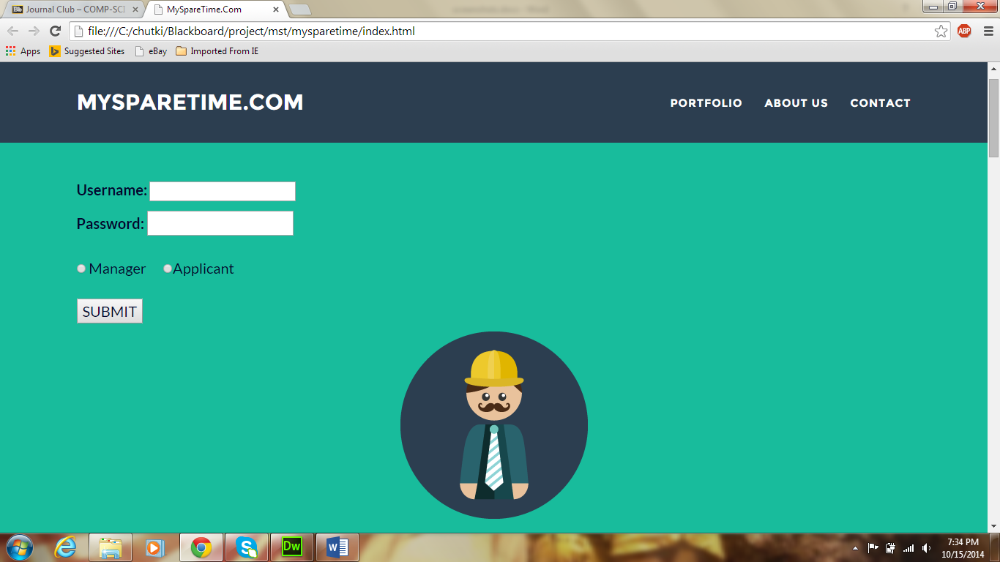 Bb Journal Club – COMP-SCI
MySpareTime.Com
file:///C:/chutki/Blackboard/project/mst/mysparetime/index.html
ABP
Apps Suggested Sites eBay Imported From IE
MYSPARETIME.COM
PORTFOLIO ABOUT US CONTACT
Username:
Password:
Manager Applicant
SUBMIT
Dw
7:34 PM
10/15/2014